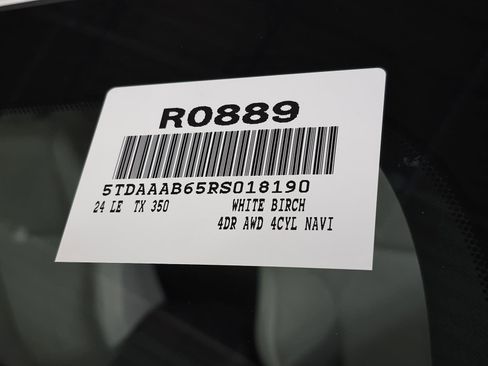 R0889
5TDAAAB65RS018190
24 LE TX 350 WHITE BIRCH
4DR AWD 4CYL NAVI